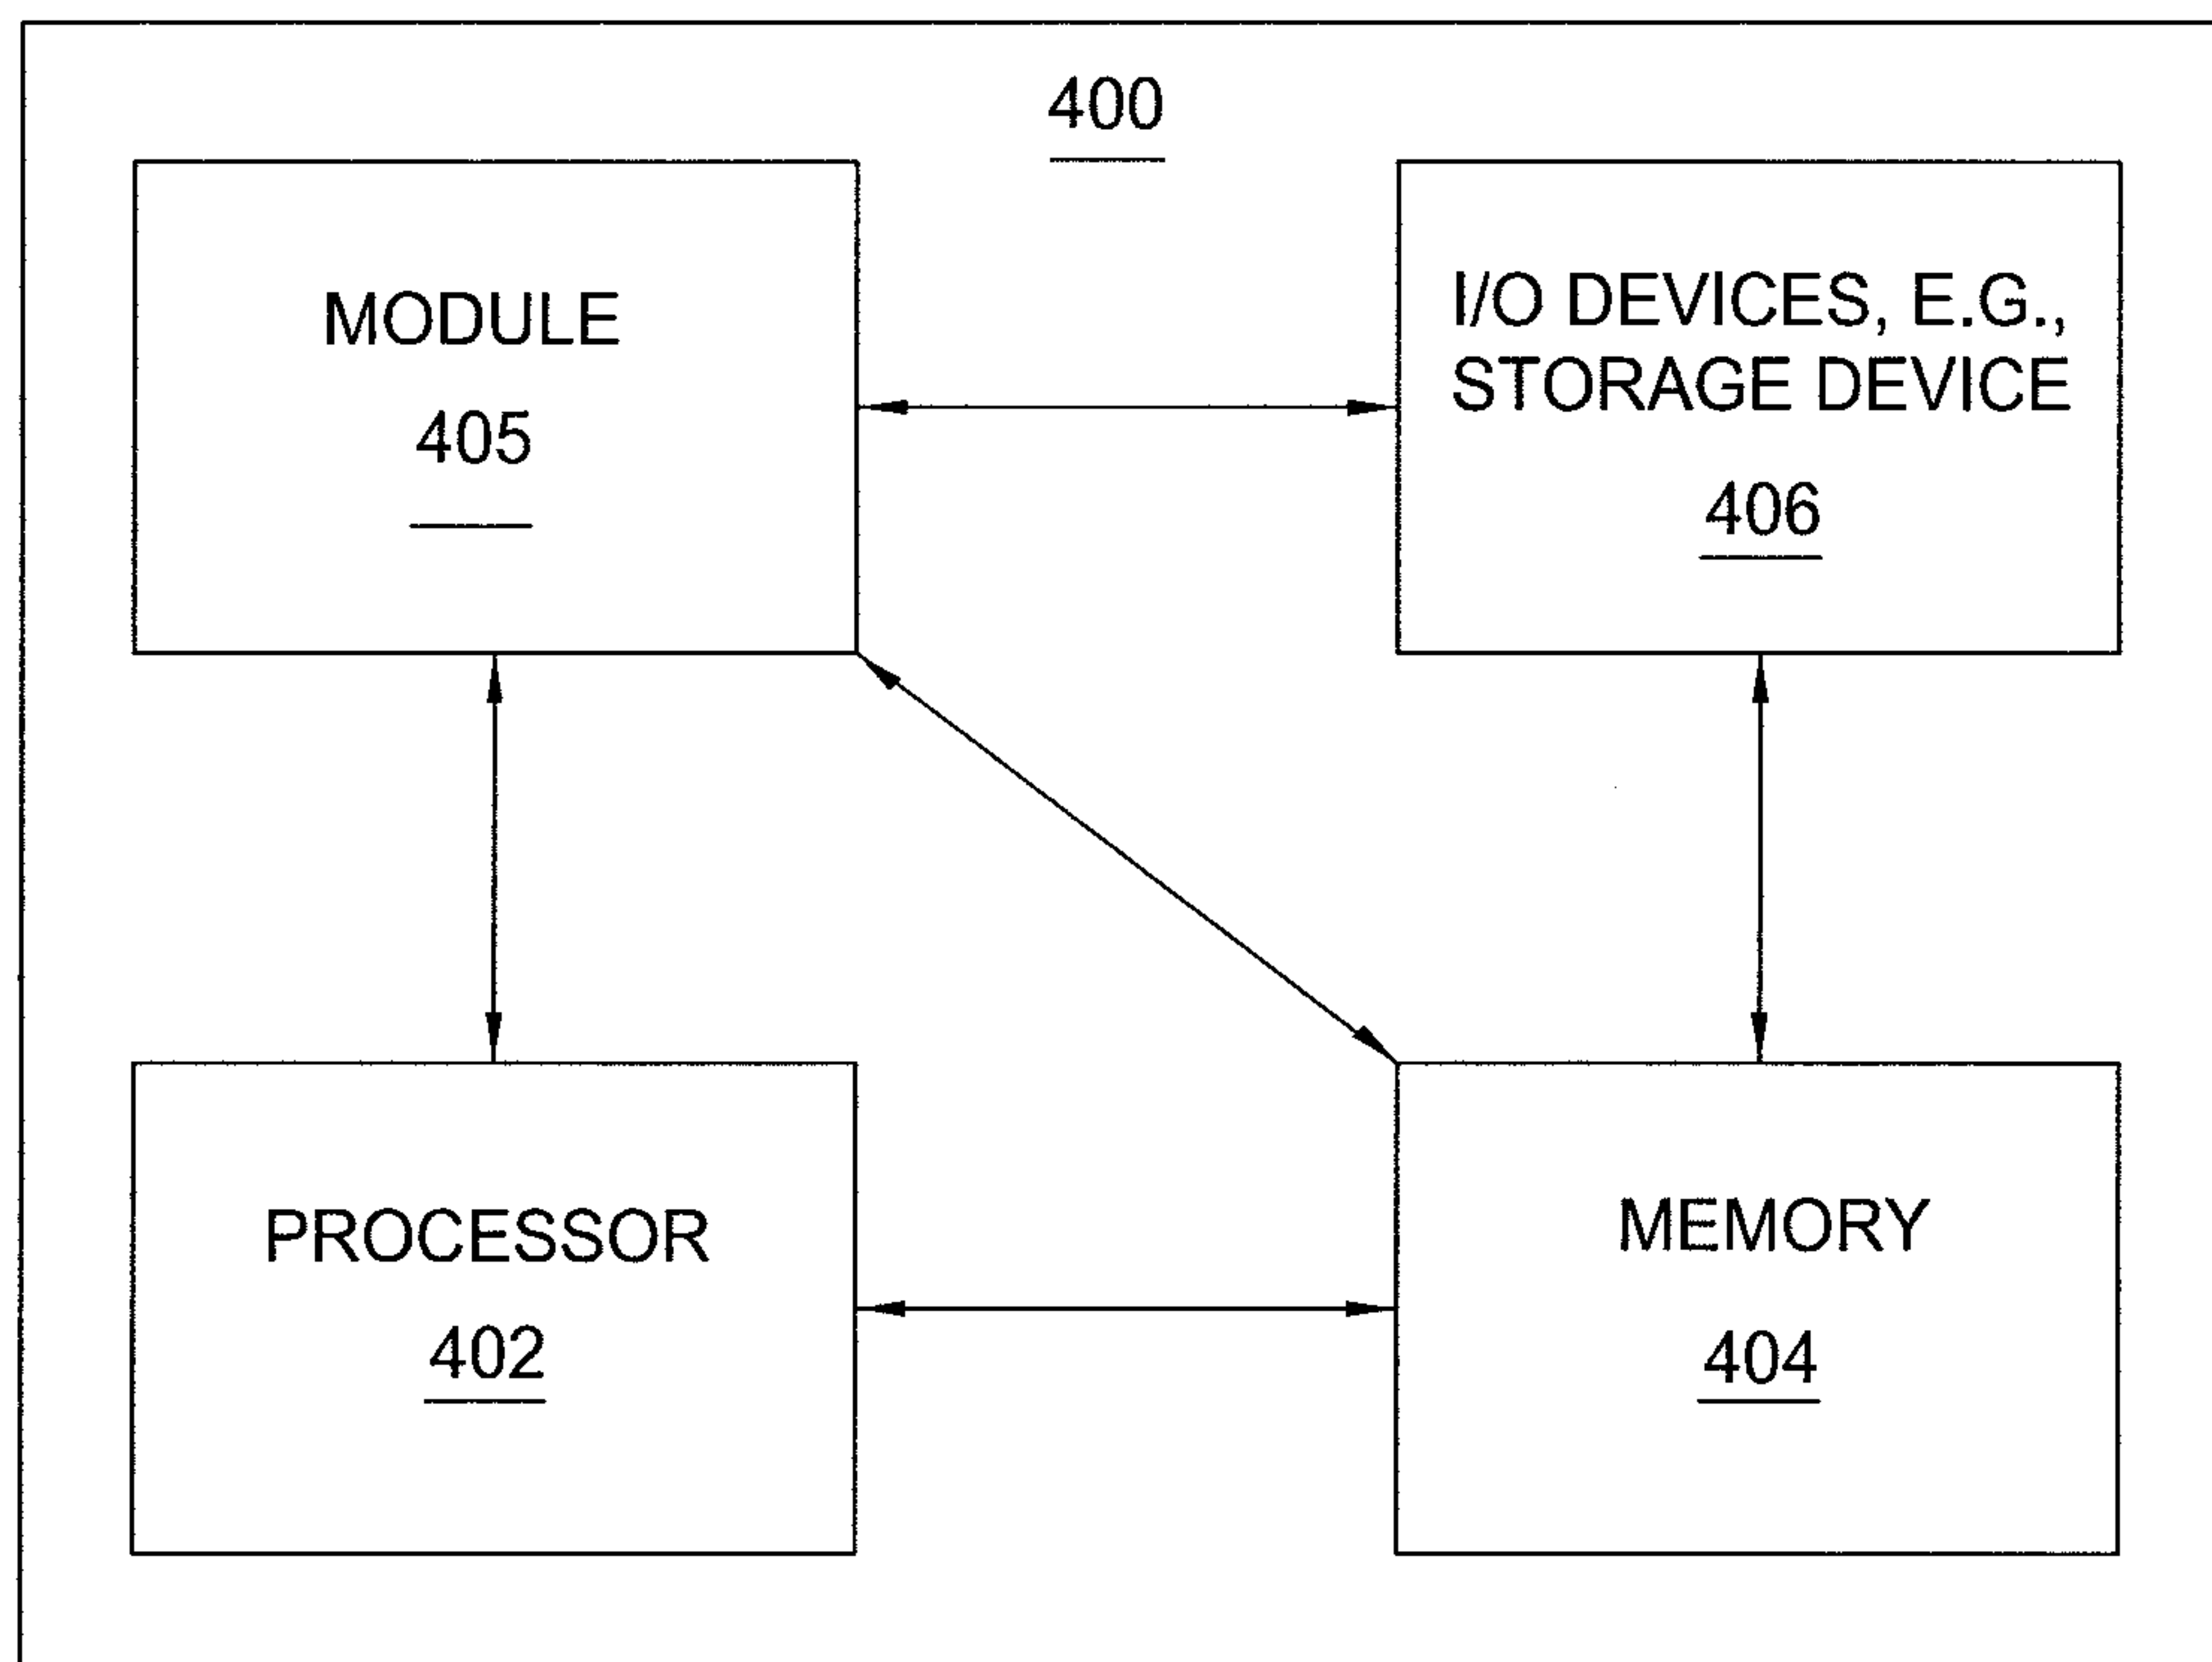 400
MODULE
405
I/O DEVICES, E.G.,
STORAGE DEVICE
406
PROCESSOR
402
MEMORY
404